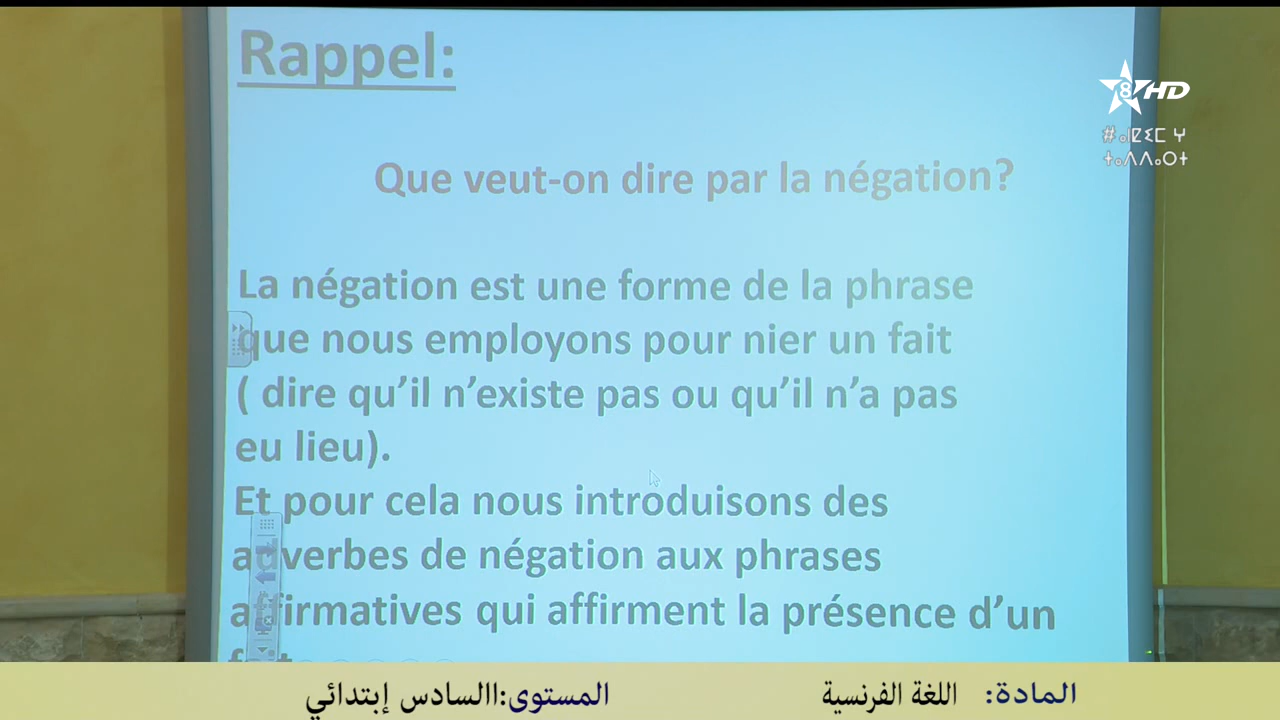 Rappel:
8 HD
ⵜⴰⴷⴷⴰⵔⵜ
Que veut-on dire par la négation?
La négation est une forme de la phrase
que nous employons pour nier un fait
( dire qu’il n’existe pas ou qu’il n’a pas
eu lieu).
Et pour cela nous introduisons des
adverbes de négation aux phrases
affirmatives qui affirment la présence d’un
المادة: اللغة الفرنسية
المستوى:االسادس إبتدائي